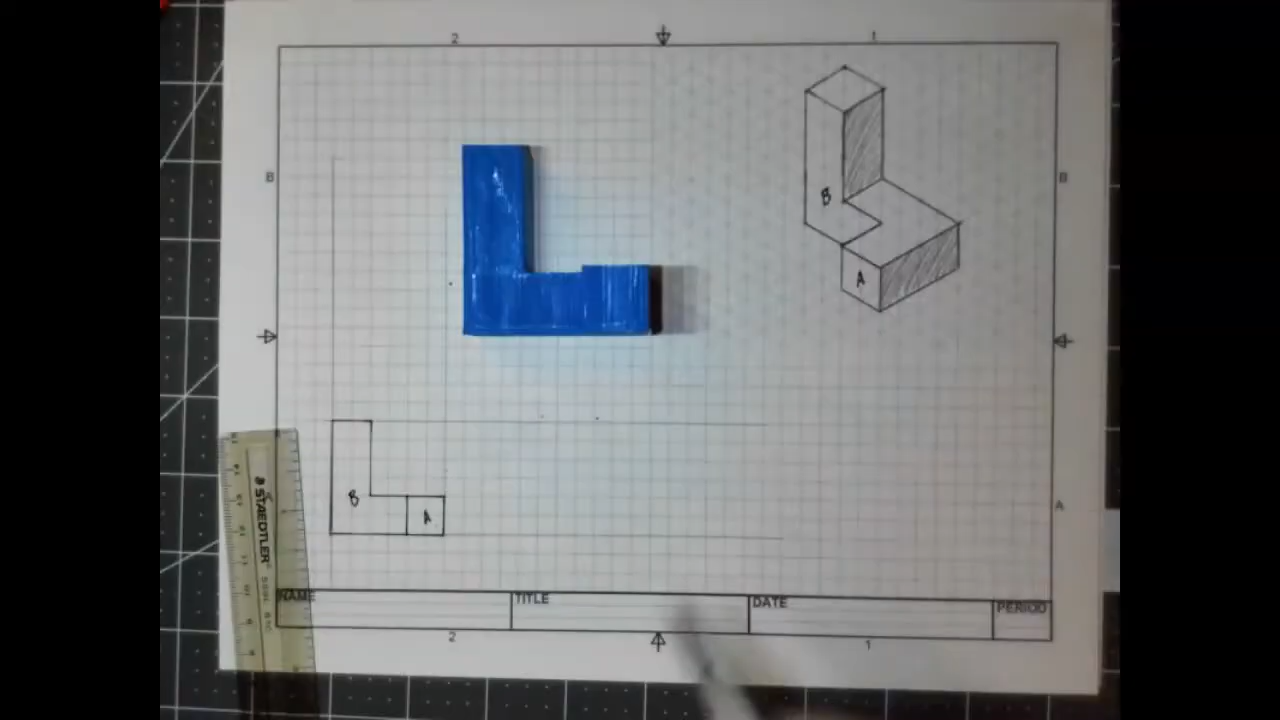 2 1
B B
B
A
B
A
A
STAEDTLER
NAME TITLE DATE PERIOD
2 1